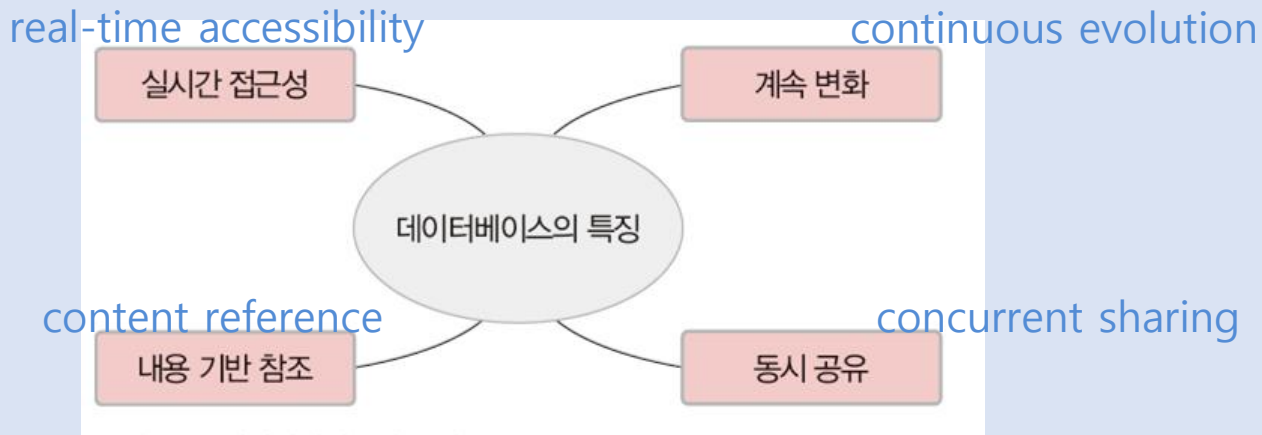 real-time accessibility
continuous evolution
실시간 접근성
계속 변화
데이터베이스의 특징
content reference
concurrent sharing
내용 기반 참조
동시 공유